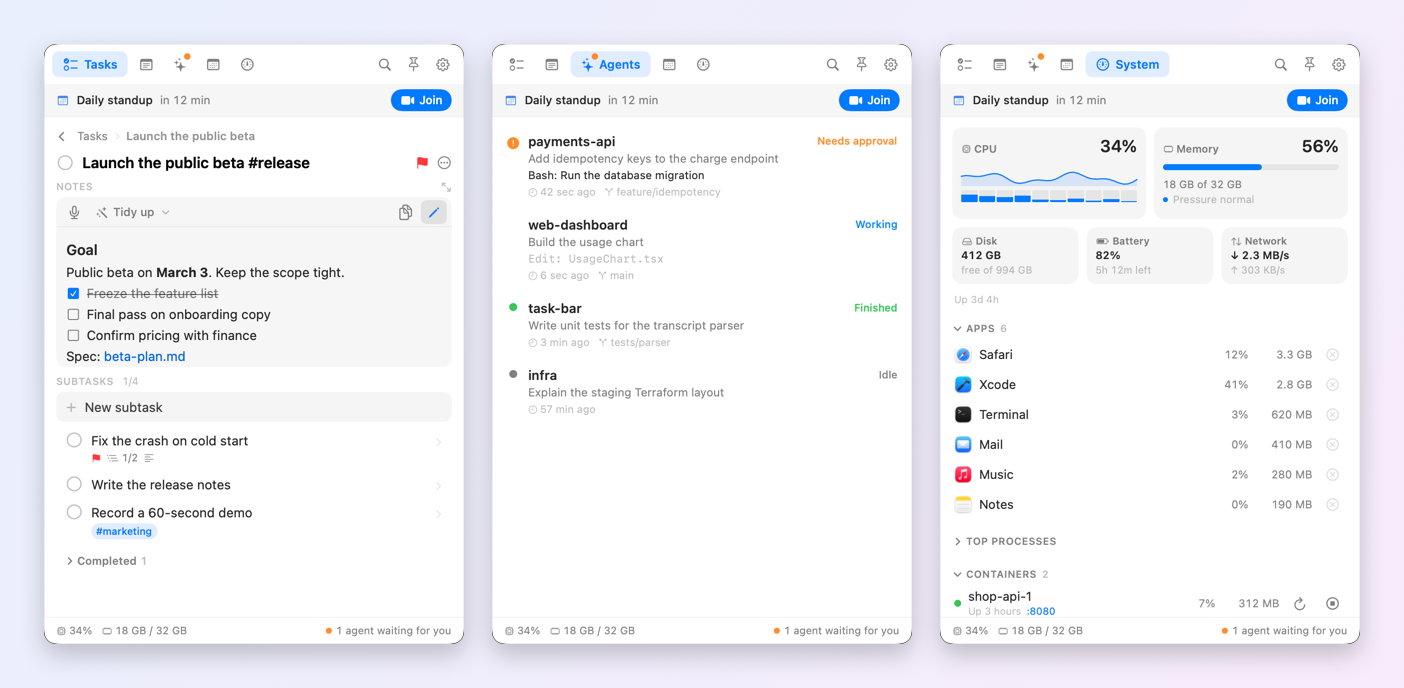 Tasks
Daily standup in 12 min
Join
Tasks
Launch the public beta
Launch the public beta #release
NOTES
Tidy up
Goal
Public beta on March 3. Keep the scope tight.
Freeze the feature list
Final pass on onboarding copy
Confirm pricing with finance
Spec: beta-plan.md
SUBTASKS 1/4
New subtask
Fix the crash on cold start
1/2
Write the release notes
Record a 60-second demo
#marketing
Completed 1
34% 18 GB / 32 GB
1 agent waiting for you
Agents
Daily standup in 12 min
Join
payments-api
Needs approval
Add idempotency keys to the charge endpoint
Bash: Run the database migration
42 sec ago feature/idempotency
web-dashboard
Working
Build the usage chart
Edit: UsageChart.tsx
6 sec ago main
task-bar
Finished
Write unit tests for the transcript parser
3 min ago tests/parser
infra
Idle
Explain the staging Terraform layout
57 min ago
34% 18 GB / 32 GB
1 agent waiting for you
System
Daily standup in 12 min
Join
CPU 34%
Memory 56%
18 GB of 32 GB
Pressure normal
Disk
412 GB
free of 994 GB
Battery
82%
5h 12m left
Network
↓ 2.3 MB/s
↑ 303 KB/s
Up 3d 4h
APPS 6
Safari 12% 3.3 GB
Xcode 41% 2.8 GB
Terminal 3% 620 MB
Mail 0% 410 MB
Music 2% 280 MB
Notes 0% 190 MB
TOP PROCESSES
CONTAINERS 2
shop-api-1
7% 312 MB
Up 3 hours :8080
34% 18 GB / 32 GB
1 agent waiting for you